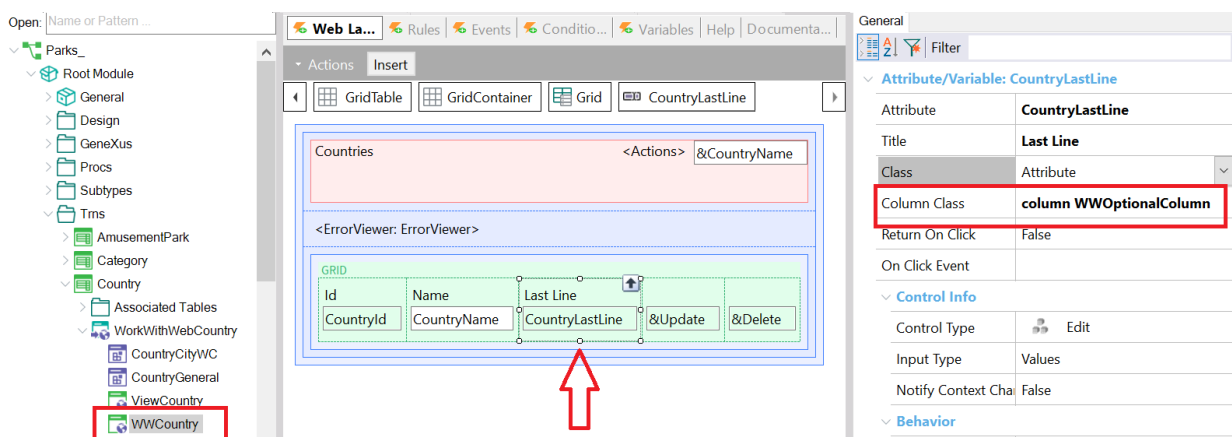 Open: Name or Pattern ...
Parks_
Root Module
General
Design
GeneXus
Procs
Subtypes
Trns
AmusementPark
Category
Country
Associated Tables
WorkWithWebCountry
CountryCityWC
CountryGeneral
ViewCountry
WWCountry
Web La... Rules Events Conditio... Variables Help Documenta...
Actions Insert
GridTable GridContainer Grid CountryLastLine
Countries <Actions> &CountryName
<ErrorViewer: ErrorViewer>
GRID
Id Name Last Line
CountryId CountryName CountryLastLine &Update &Delete
General
Filter
Attribute/Variable: CountryLastLine
Attribute CountryLastLine
Title Last Line
Class Attribute
Column Class column WWOptionalColumn
Return On Click False
On Click Event
Control Info
Control Type Edit
Input Type Values
Notify Context Cha False
Behavior